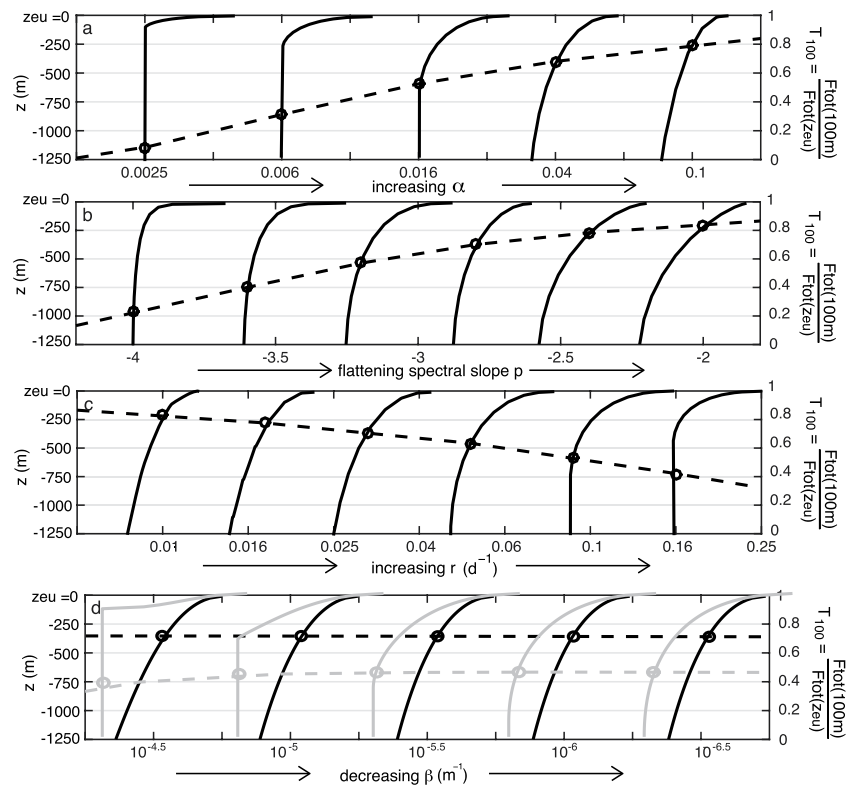 a
zeu =0
-250
-500
-750
-1000
-1250
z (m)
1
0.8
0.6
0.4
0.2
0
T100 = Ftot(100m)
Ftot(zeu)
0.0025 0.006 0.016 0.04 0.1
increasing α
b
zeu =0
-250
-500
-750
-1000
-1250
z (m)
1
0.8
0.6
0.4
0.2
0
T100 = Ftot(100m)
Ftot(zeu)
-4 -3.5 -3 -2.5 -2
flattening spectral slope p
c
zeu =0
-250
-500
-750
-1000
-1250
z (m)
1
0.8
0.6
0.4
0.2
0
T100 = Ftot(100m)
Ftot(zeu)
0.01 0.016 0.025 0.04 0.06 0.1 0.16 0.25
increasing r (d⁻¹)
d
zeu =0
-250
-500
-750
-1000
-1250
z (m)
1
0.8
0.6
0.4
0.2
0
T100 = Ftot(100m)
Ftot(zeu)
10^-4.5 10^-5 10^-5.5 10^-6 10^-6.5
decreasing β (m⁻¹)